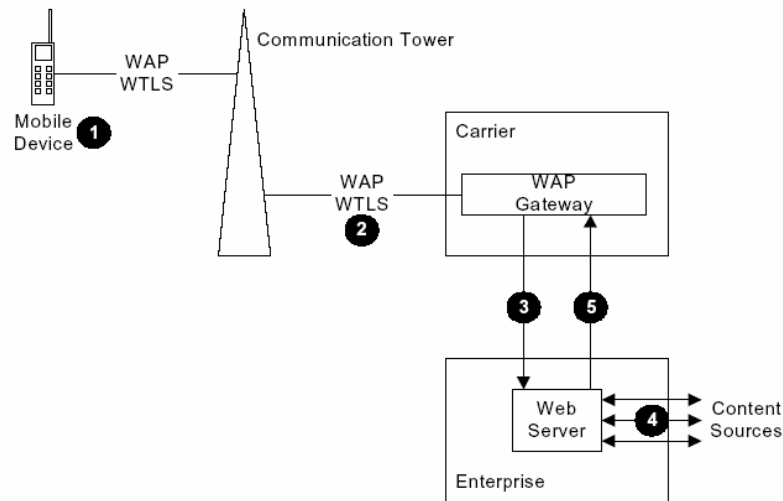 Communication Tower
WAP
WTLS
Mobile
Device
1
Carrier
WAP
Gateway
WAP
WTLS
2
3
5
Web
Server
4
Content
Sources
Enterprise